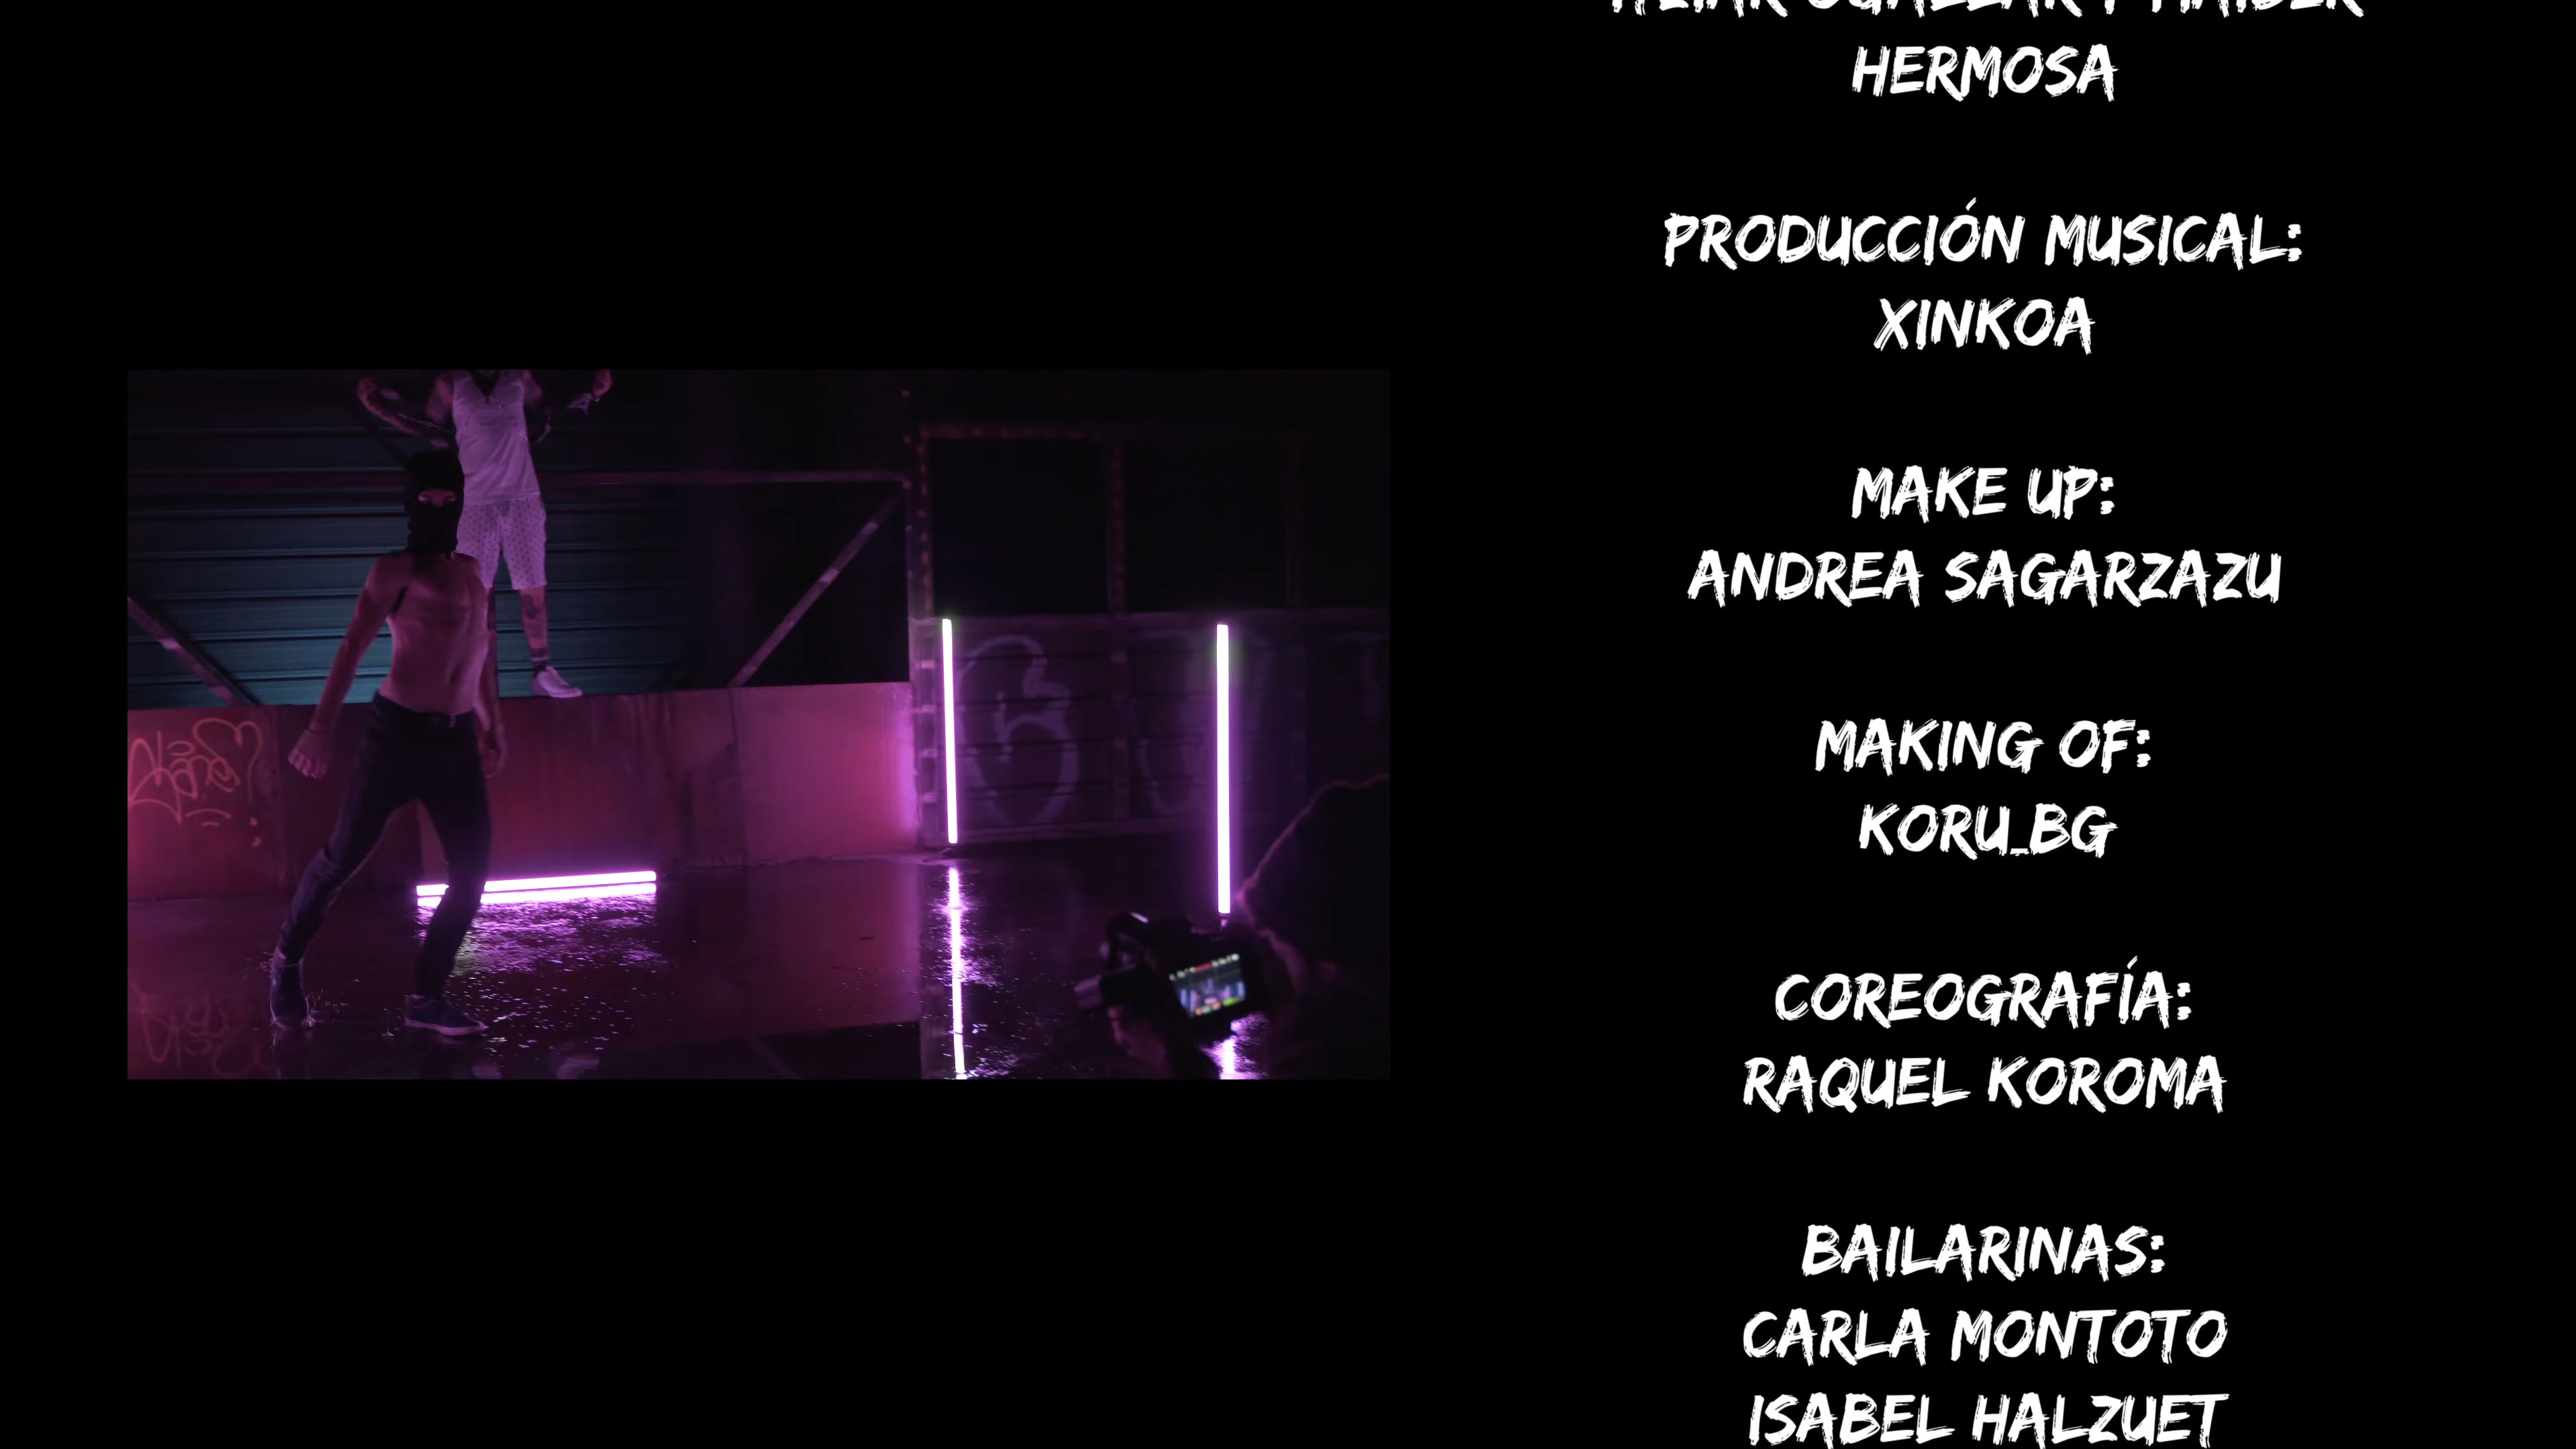 HERMOSA
PRODUCCIÓN MUSICAL:
XINKOA
MAKE UP:
ANDREA SAGARZAZU
MAKING OF:
KORU_BG
COREOGRAFÍA:
RAQUEL KOROMA
BAILARINAS:
CARLA MONTOTO
ISABEL HALZUET